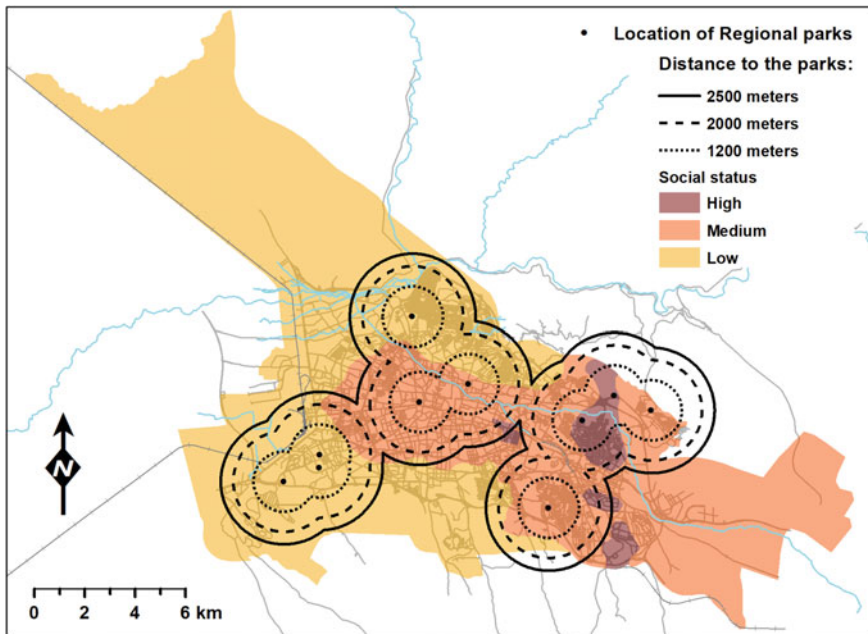 Location of Regional parks
Distance to the parks:
2500 meters
2000 meters
1200 meters
Social status
High
Medium
Low
N
0 2 4 6 km